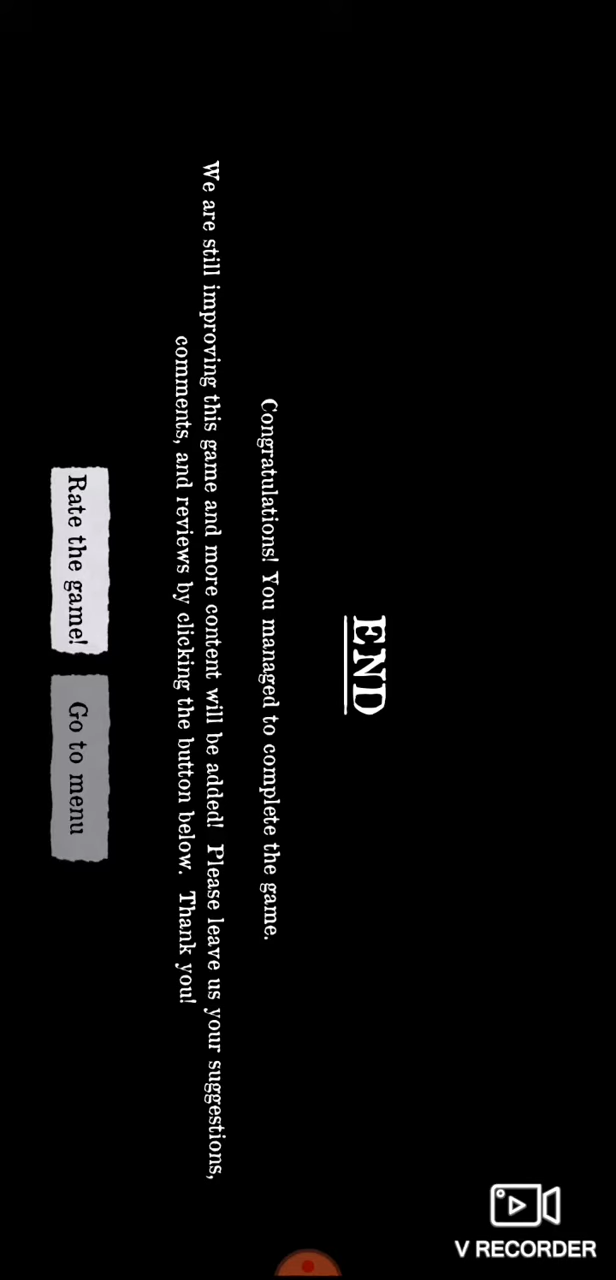 END
Congratulations! You managed to complete the game.
We are still improving this game and more content will be added! Please leave us your suggestions,
comments, and reviews by clicking the button below. Thank you!
Rate the game!
Go to menu
V RECORDER